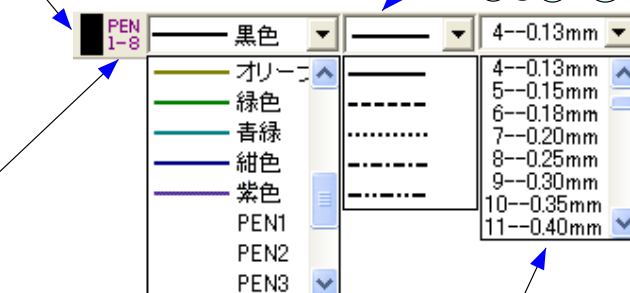 PEN
1-8
黒色
4--0.13mm
オリーブ
緑色
青緑
紺色
紫色
PEN1
PEN2
PEN3
4--0.13mm
5--0.15mm
6--0.18mm
7--0.20mm
8--0.25mm
9--0.30mm
10--0.35mm
11--0.40mm